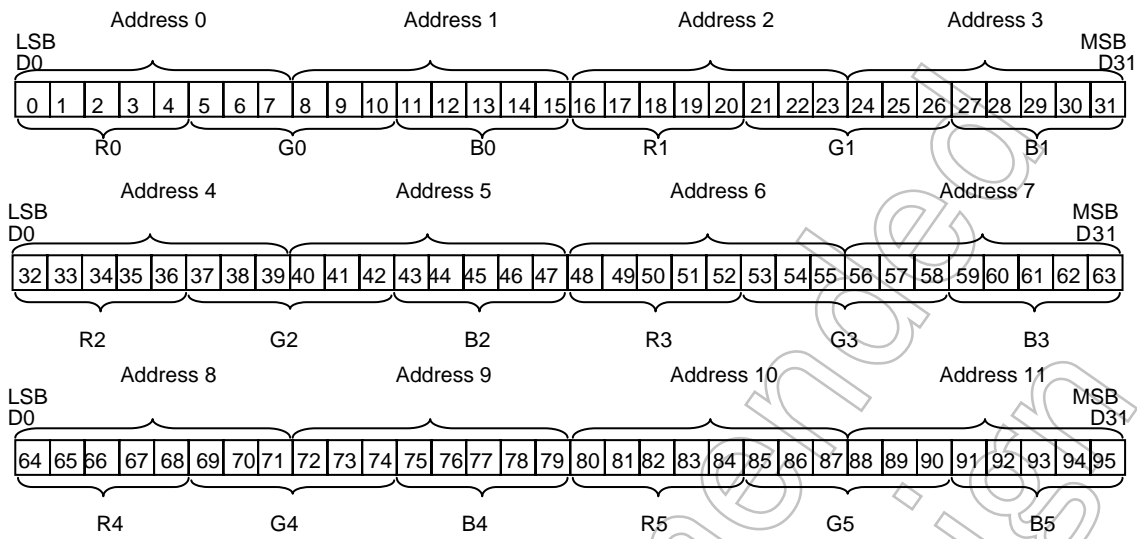 Address 0 Address 1 Address 2 Address 3
LSB MSB
D0 D31
0 1 2 3 4 5 6 7 8 9 10 11 12 13 14 15 16 17 18 19 20 21 22 23 24 25 26 27 28 29 30 31
R0 G0 B0 R1 G1 B1
Address 4 Address 5 Address 6 Address 7
LSB MSB
D0 D31
32 33 34 35 36 37 38 39 40 41 42 43 44 45 46 47 48 49 50 51 52 53 54 55 56 57 58 59 60 61 62 63
R2 G2 B2 R3 G3 B3
Address 8 Address 9 Address 10 Address 11
LSB MSB
D0 D31
64 65 66 67 68 69 70 71 72 73 74 75 76 77 78 79 80 81 82 83 84 85 86 87 88 89 90 91 92 93 94 95
R4 G4 B4 R5 G5 B5